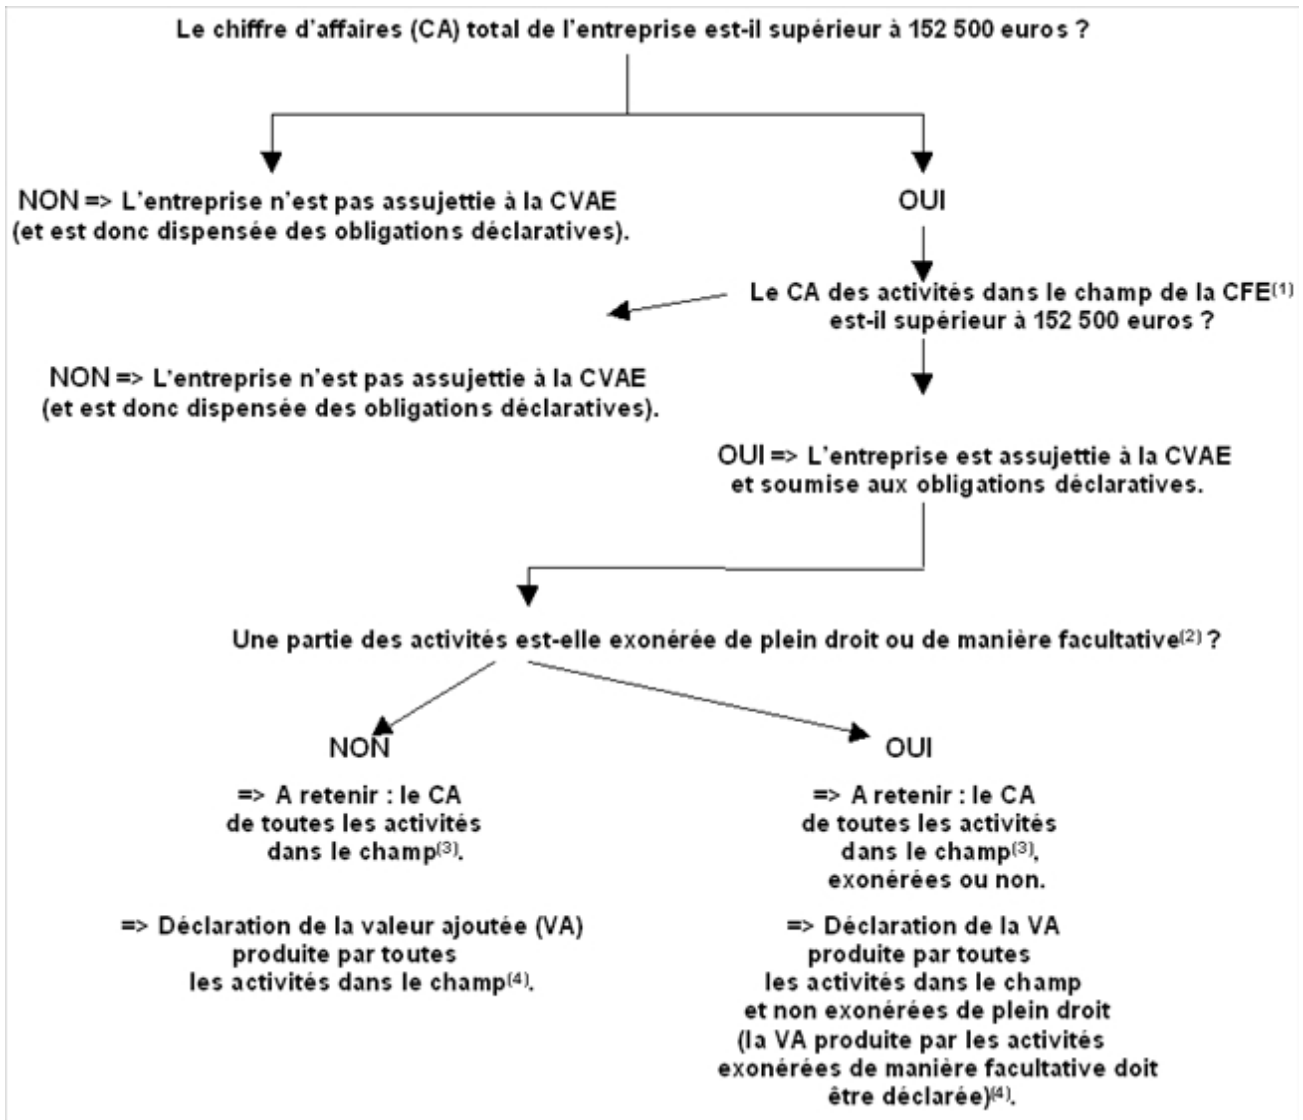 Le chiffre d'affaires (CA) total de l'entreprise est-il supérieur à 152 500 euros ?
NON => L'entreprise n'est pas assujettie à la CVAE
(et est donc dispensée des obligations déclaratives).
OUI
Le CA des activités dans le champ de la CFE(1)
est-il supérieur à 152 500 euros ?
NON => L'entreprise n'est pas assujettie à la CVAE
(et est donc dispensée des obligations déclaratives).
OUI => L'entreprise est assujettie à la CVAE
et soumise aux obligations déclaratives.
Une partie des activités est-elle exonérée de plein droit ou de manière facultative(2) ?
NON
=> A retenir : le CA
de toutes les activités
dans le champ(3).
=> Déclaration de la valeur ajoutée (VA)
produite par toutes
les activités dans le champ(4).
OUI
=> A retenir : le CA
de toutes les activités
dans le champ(3),
exonérées ou non.
=> Déclaration de la VA
produite par toutes
les activités dans le champ
et non exonérées de plein droit
(la VA produite par les activités
exonérées de manière facultative doit
être déclarée)(4).